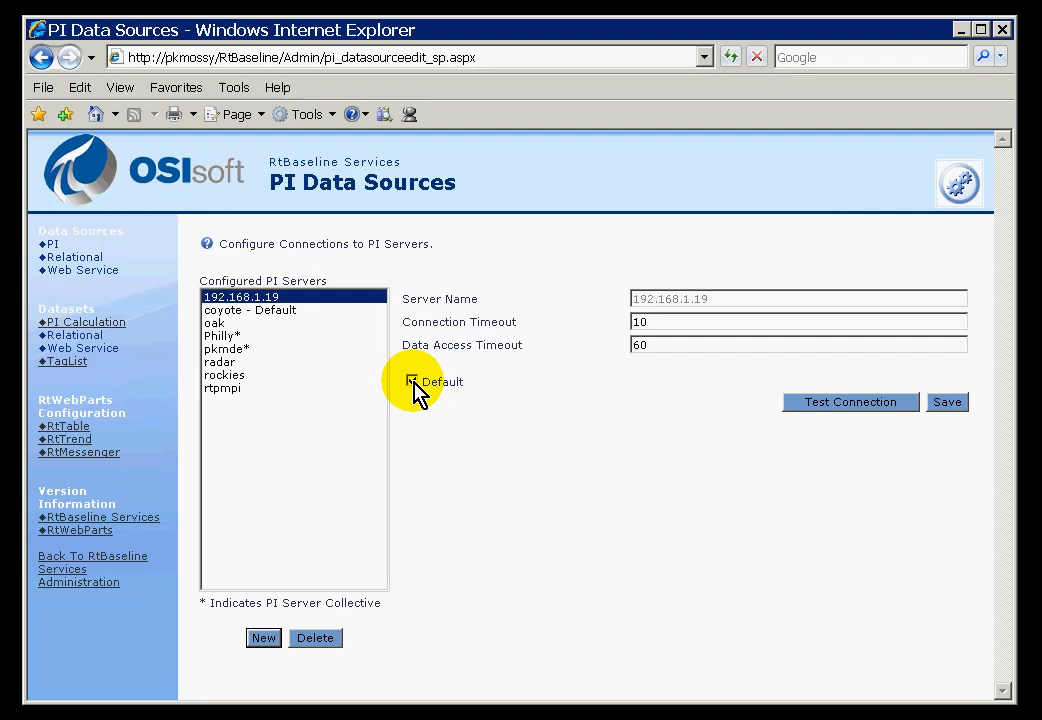 PI Data Sources - Windows Internet Explorer
http://pkmossy/RtBaseline/Admin/pi_datasourceedit_sp.aspx
Google
File Edit View Favorites Tools Help
Page Tools
OSIsoft
RtBaseline Services
PI Data Sources
Data Sources
◆PI
◆Relational
◆Web Service
Datasets
◆PI Calculation
◆Relational
◆Web Service
◆TagList
RtWebParts
Configuration
◆RtTable
◆RtTrend
◆RtMessenger
Version
Information
◆RtBaseline Services
◆RtWebParts
Back To RtBaseline
Services
Administration
Configure Connections to PI Servers.
Configured PI Servers
192.168.1.19
coyote - Default
oak
Philly*
pkmde*
radar
rockies
rtpmpi
* Indicates PI Server Collective
New Delete
Server Name 192.168.1.19
Connection Timeout 10
Data Access Timeout 60
Default
Test Connection Save